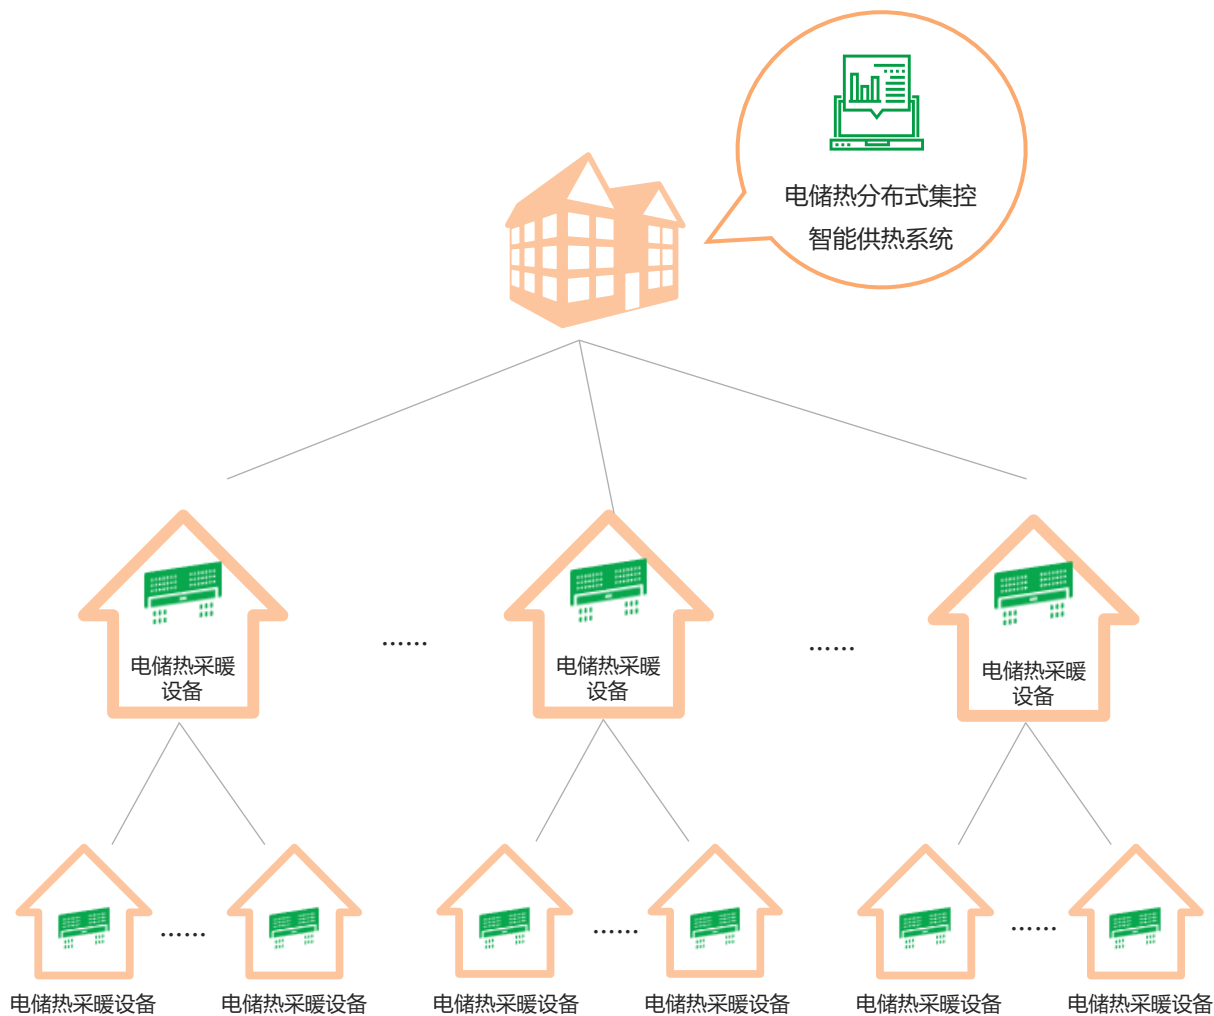 电储热分布式集控
智能供热系统
电储热采暖
设备
......
电储热采暖
设备
......
电储热采暖
设备
......
......
......
电储热采暖设备
电储热采暖设备
电储热采暖设备
电储热采暖设备
电储热采暖设备
电储热采暖设备